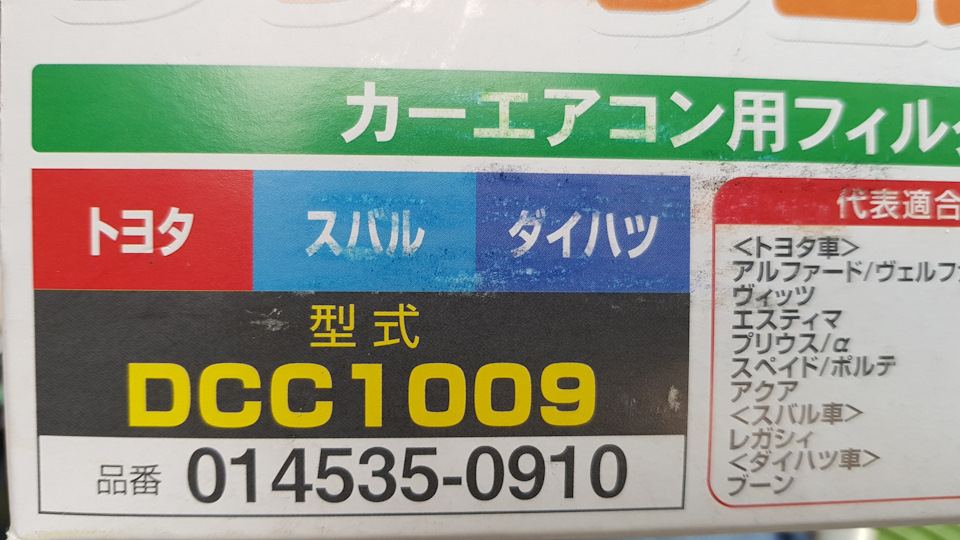 カーエアコン用フィル
トヨタ
スバル
ダイハツ
型式
DCC1009
品番 014535-0910
代表適合
<トヨタ車>
アルファード/ヴェルフ
ヴィッツ
エスティマ
プリウス/α
スペイド/ポルテ
アクア
<スバル車>
レガシィ
<ダイハツ車>
ブーン